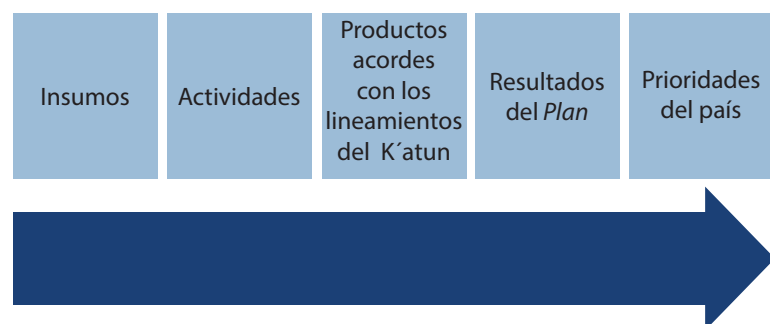 Insumos
Actividades
Productos
acordes
con los
lineamientos
del K´atun
Resultados
del Plan
Prioridades
del país